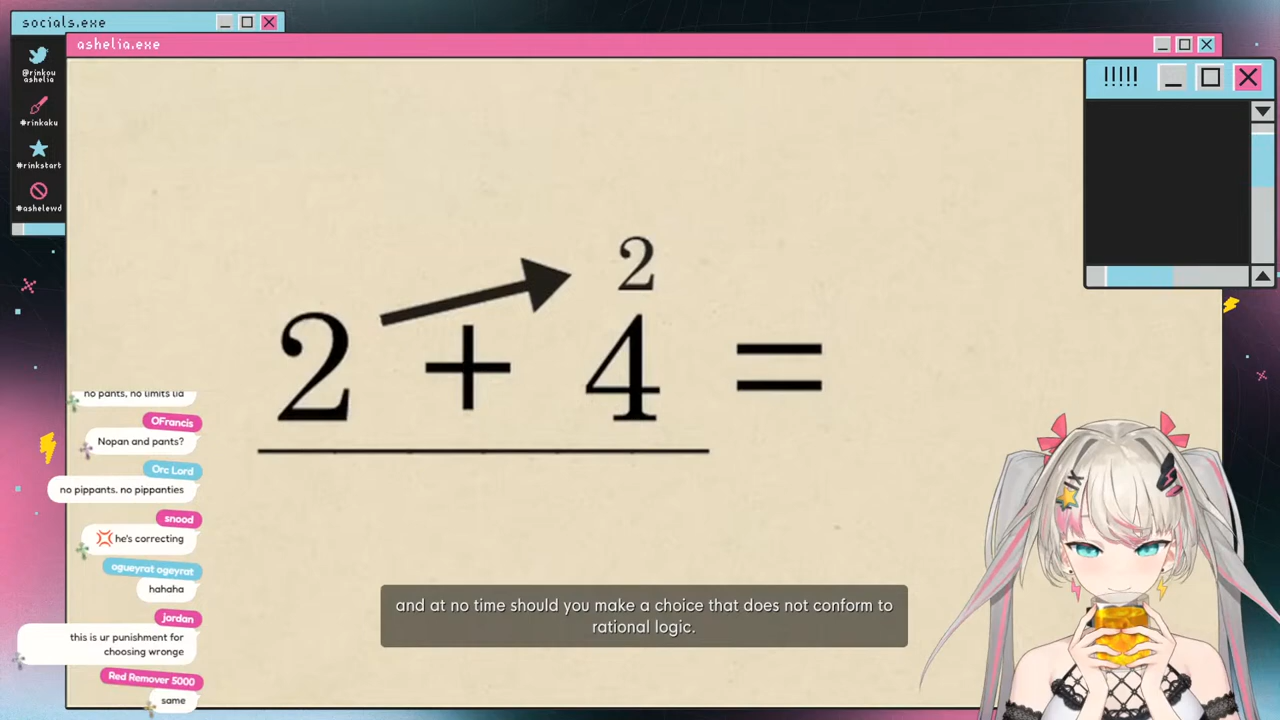 socials.exe
ashelia.exe
@rinkou
ashelia
#rinkaku
#rinkstart
#ashelewd
!!!!!
2
2 + 4 =
no pants, no limits lia
OFrancis
Nopan and pants?
Orc Lord
no pippants. no pippanties
snood
he's correcting
ogueyrat ogeyrat
hahaha
jordan
this is ur punishment for
choosing wronge
Red Remover 5000
same
and at no time should you make a choice that does not conform to
rational logic.